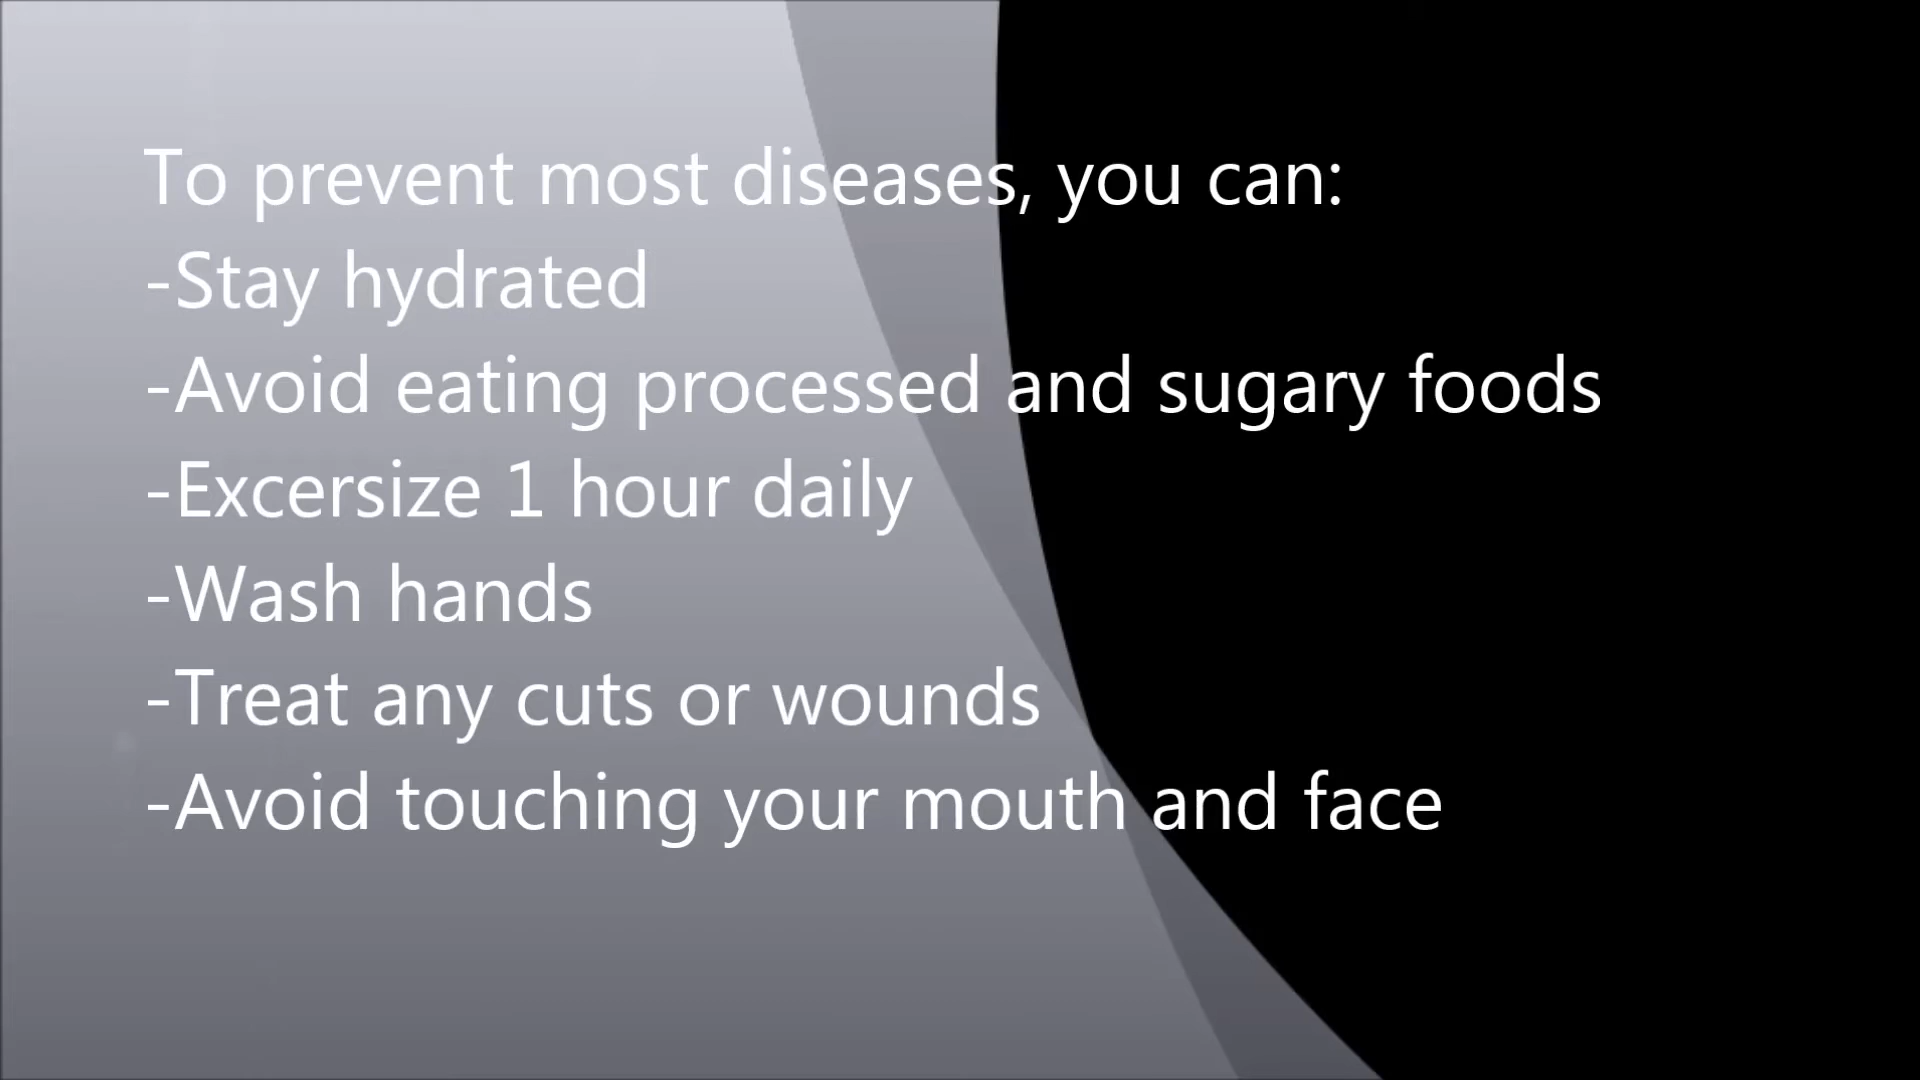 To prevent most diseases, you can:
-Stay hydrated
-Avoid eating processed and sugary foods
-Excersize 1 hour daily
-Wash hands
-Treat any cuts or wounds
-Avoid touching your mouth and face